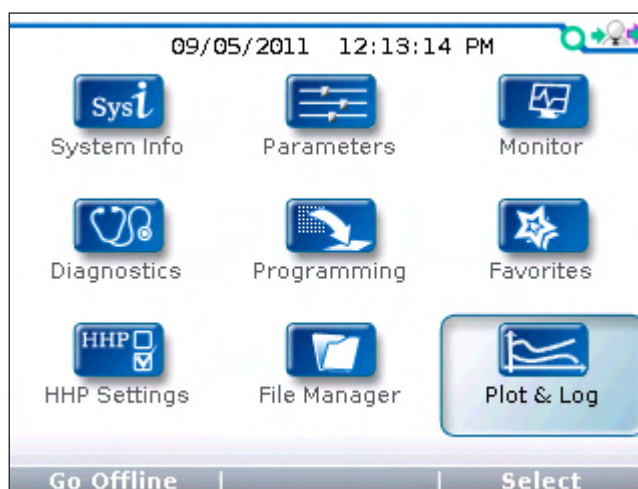 09/05/2011 12:13:14 PM
Sysi
System Info
Parameters
Monitor
Diagnostics
Programming
Favorites
HHP
HHP Settings
File Manager
Plot & Log
Go Offline | | Select